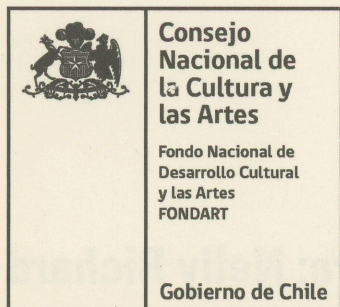 Consejo
Nacional de
la Cultura y
las Artes
Fondo Nacional de
Desarrollo Cultural
y las Artes
FONDART
Gobierno de Chile